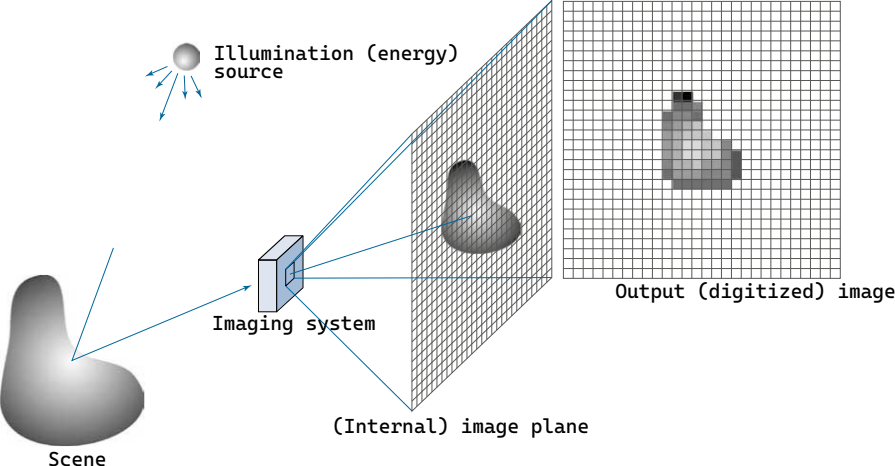 Illumination (energy)
source
Output (digitized) image
Imaging system
(Internal) image plane
Scene